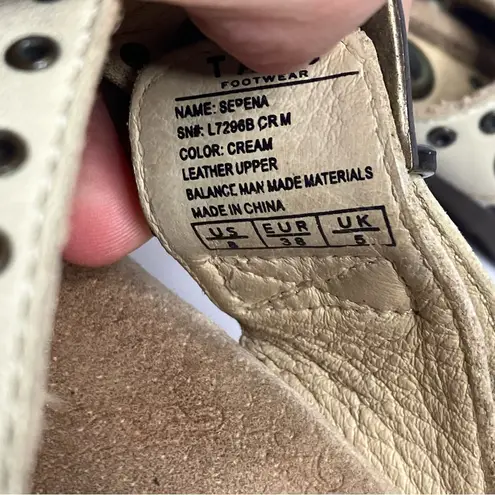 FOOTWEAR
NAME: SERENA
SN#: L7296B CR M
COLOR: CREAM
LEATHER UPPER
BALANCE MAN MADE MATERIALS
MADE IN CHINA
US EUR UK
8 38 5